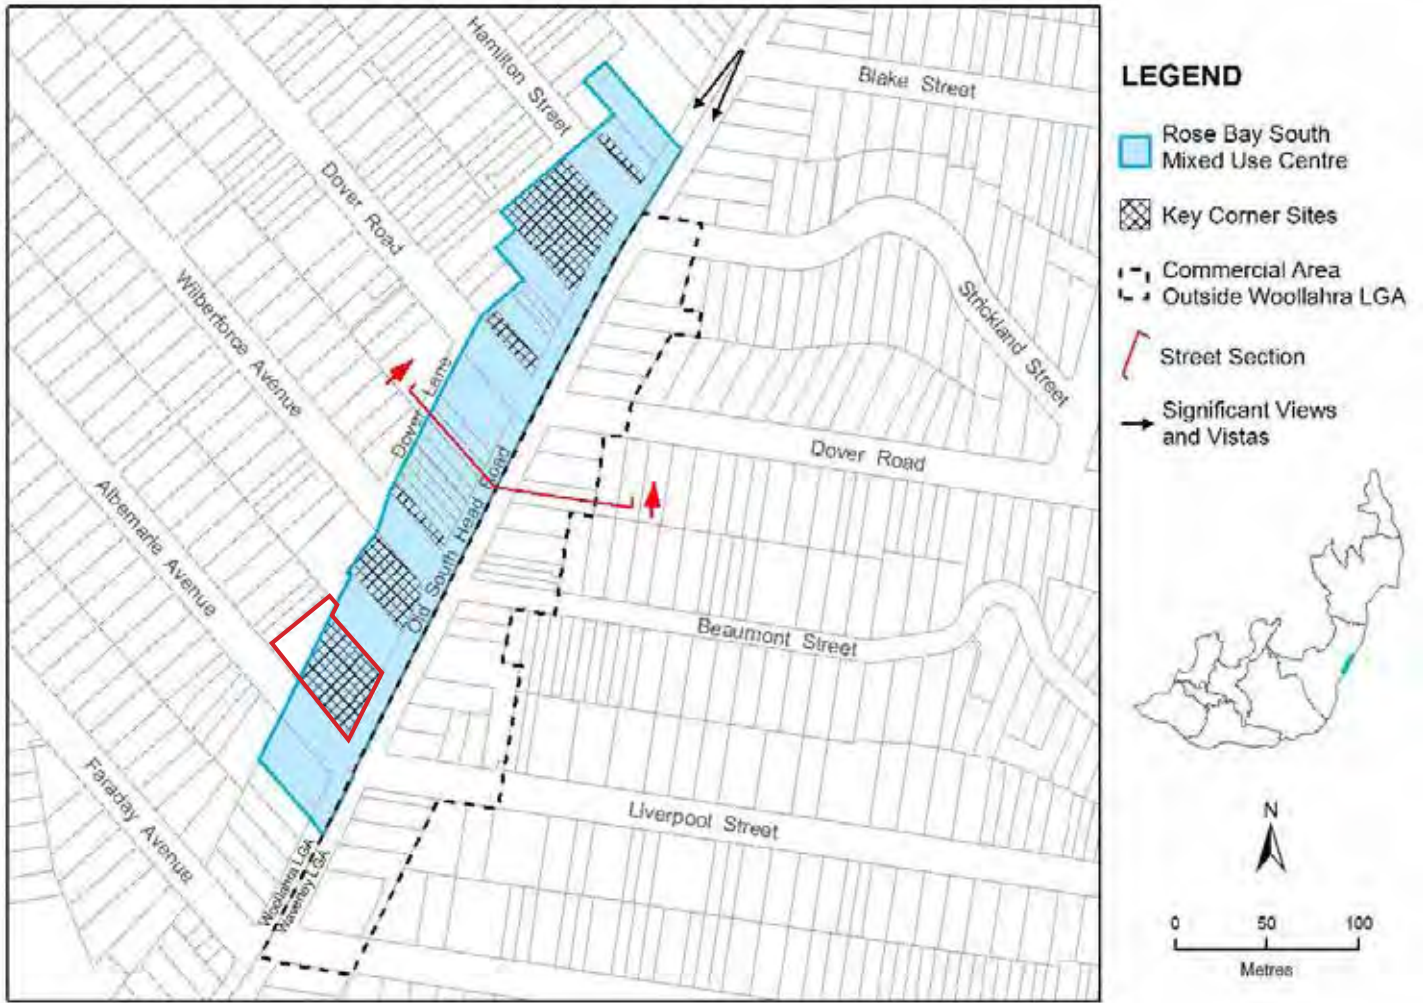 Hamilton Street
Blake Street
Dover Road
Strickland Street
Wilberforce Avenue
Dover Lane
Dover Road
Old South Head Road
Albemarle Avenue
Beaumont Street
Liverpool Street
Faraday Avenue
Woollahra LGA
Waverley LGA
LEGEND
Rose Bay South
Mixed Use Centre
Key Corner Sites
Commercial Area
Outside Woollahra LGA
Street Section
Significant Views
and Vistas
N
0 50 100
Metres